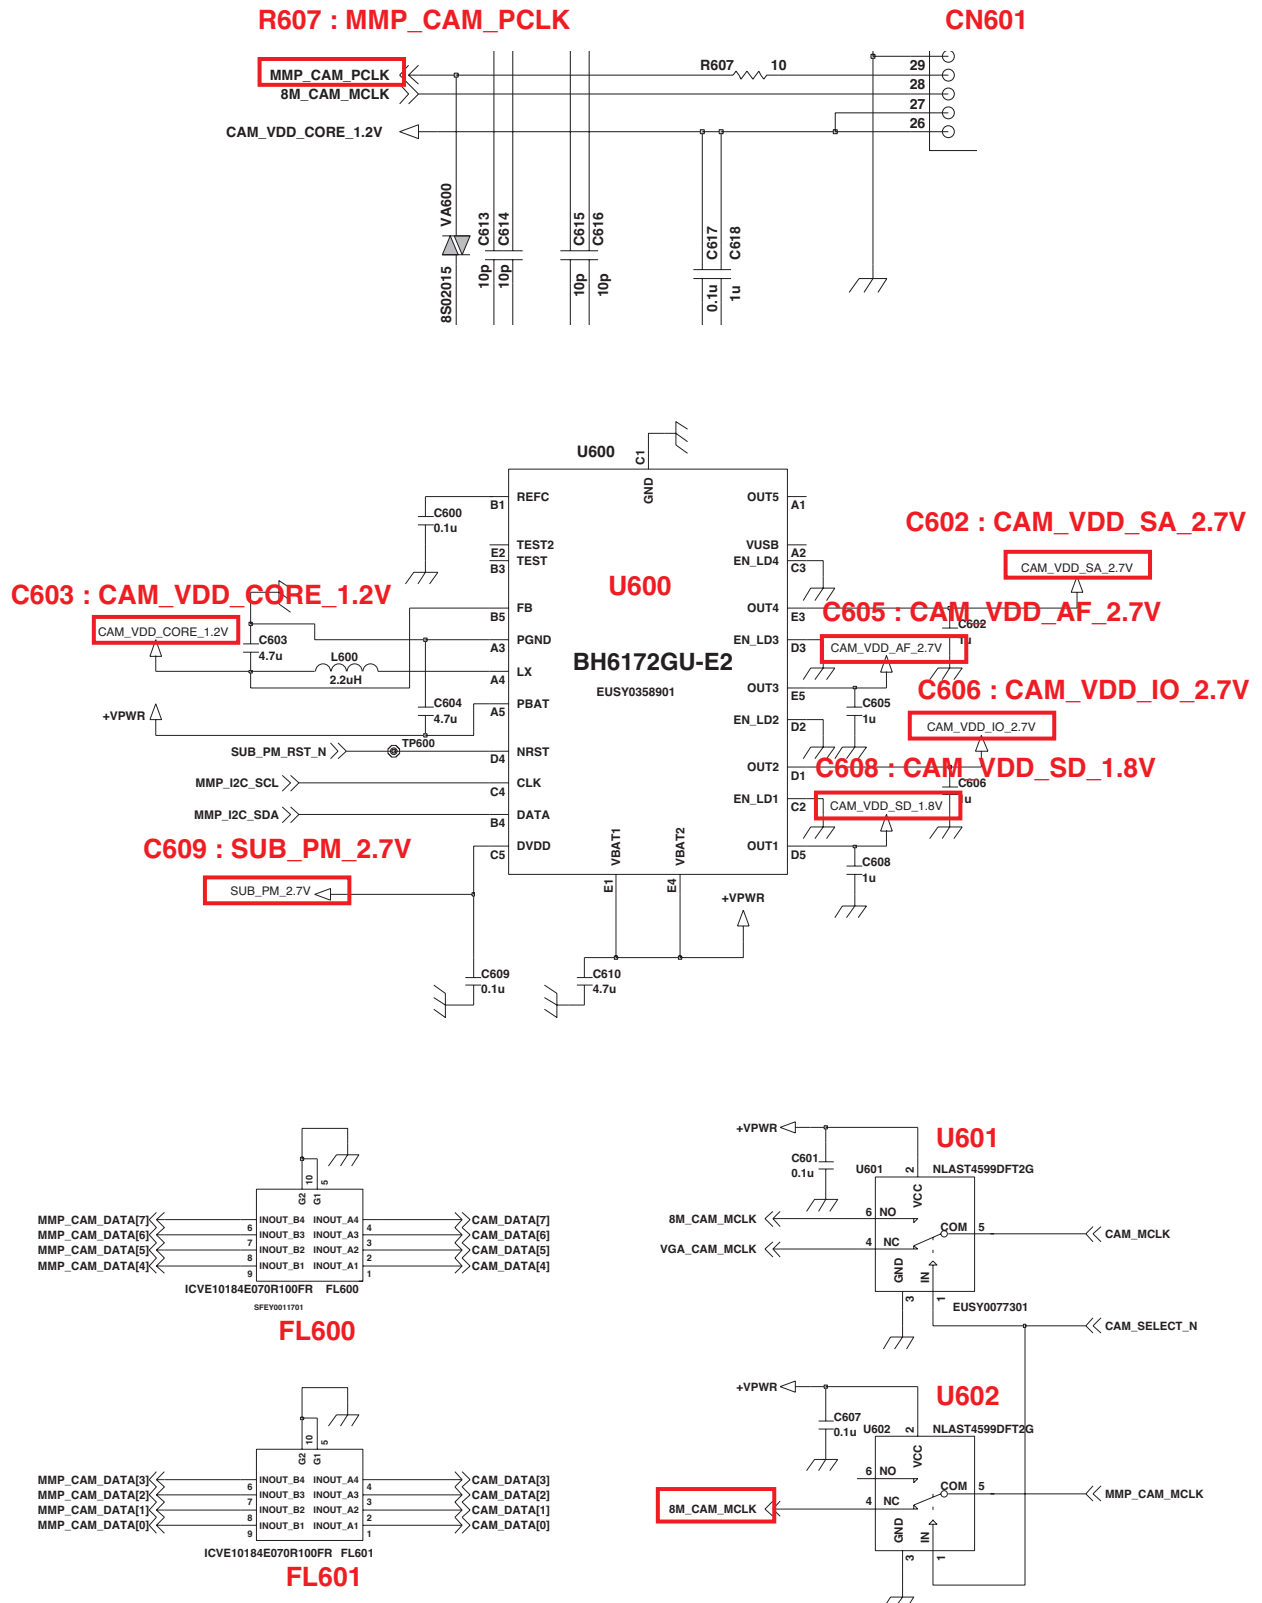 R607 : MMP_CAM_PCLK
CN601
MMP_CAM_PCLK
R607 10
29
8M_CAM_MCLK
28
27
CAM_VDD_CORE_1.2V
26
VA600
8S02015
C613
10p
C614
10p
C615
10p
C616
10p
C617
0.1u
C618
1u
U600
C1
GND
B1 REFC
C600
0.1u
E2 TEST2
B3 TEST
OUT5 A1
VUSB A2
EN_LD4 C3
C602 : CAM_VDD_SA_2.7V
CAM_VDD_SA_2.7V
U600
C603 : CAM_VDD_CORE_1.2V
CAM_VDD_CORE_1.2V
C603
4.7u
B5 FB
OUT4 E3
C602
1u
C605 : CAM_VDD_AF_2.7V
A3 PGND
EN_LD3 D3
CAM_VDD_AF_2.7V
BH6172GU-E2
EUSY0358901
L600
2.2uH
A4 LX
OUT3 E5
C605
1u
C606 : CAM_VDD_IO_2.7V
CAM_VDD_IO_2.7V
C604
4.7u
+VPWR
A5 PBAT
EN_LD2 D2
SUB_PM_RST_N
TP600
D4 NRST
OUT2 D1
C606
1u
C608 : CAM_VDD_SD_1.8V
MMP_I2C_SCL
C4 CLK
EN_LD1 C2
CAM_VDD_SD_1.8V
MMP_I2C_SDA
B4 DATA
C609 : SUB_PM_2.7V
C5 DVDD
OUT1 D5
C608
1u
SUB_PM_2.7V
VBAT1
E1
VBAT2
E4
+VPWR
C609
0.1u
C610
4.7u
G2 10
G1 5
MMP_CAM_DATA[7] 6 INOUT_B4 INOUT_A4 4 CAM_DATA[7]
MMP_CAM_DATA[6] 7 INOUT_B3 INOUT_A3 3 CAM_DATA[6]
MMP_CAM_DATA[5] 8 INOUT_B2 INOUT_A2 2 CAM_DATA[5]
MMP_CAM_DATA[4] 9 INOUT_B1 INOUT_A1 1 CAM_DATA[4]
ICVE10184E070R100FR FL600
SFEY0011701
FL600
G2 10
G1 5
MMP_CAM_DATA[3] 6 INOUT_B4 INOUT_A4 4 CAM_DATA[3]
MMP_CAM_DATA[2] 7 INOUT_B3 INOUT_A3 3 CAM_DATA[2]
MMP_CAM_DATA[1] 8 INOUT_B2 INOUT_A2 2 CAM_DATA[1]
MMP_CAM_DATA[0] 9 INOUT_B1 INOUT_A1 1 CAM_DATA[0]
ICVE10184E070R100FR FL601
FL601
+VPWR
U601
C601
0.1u
U601
2
VCC
NLAST4599DFT2G
8M_CAM_MCLK 6 NO
COM 5 CAM_MCLK
VGA_CAM_MCLK 4 NC
GND
3
IN
1
EUSY0077301
CAM_SELECT_N
+VPWR
U602
C607
0.1u
U602
2
VCC
NLAST4599DFT2G
6 NO
COM 5 MMP_CAM_MCLK
8M_CAM_MCLK 4 NC
GND
3
IN
1